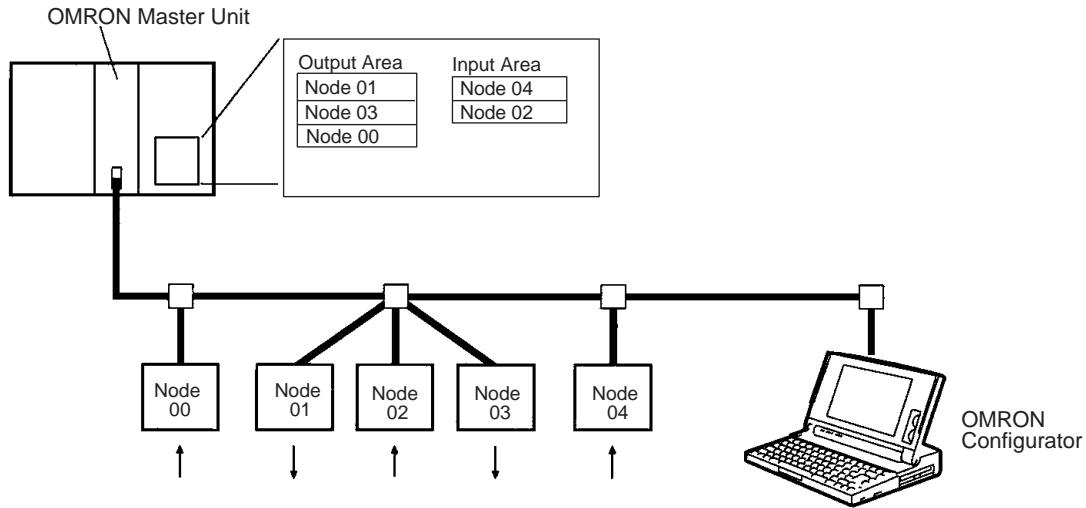 OMRON Master Unit
Output Area
Node 01
Node 03
Node 00
Input Area
Node 04
Node 02
Node
00
Node
01
Node
02
Node
03
Node
04
OMRON
Configurator